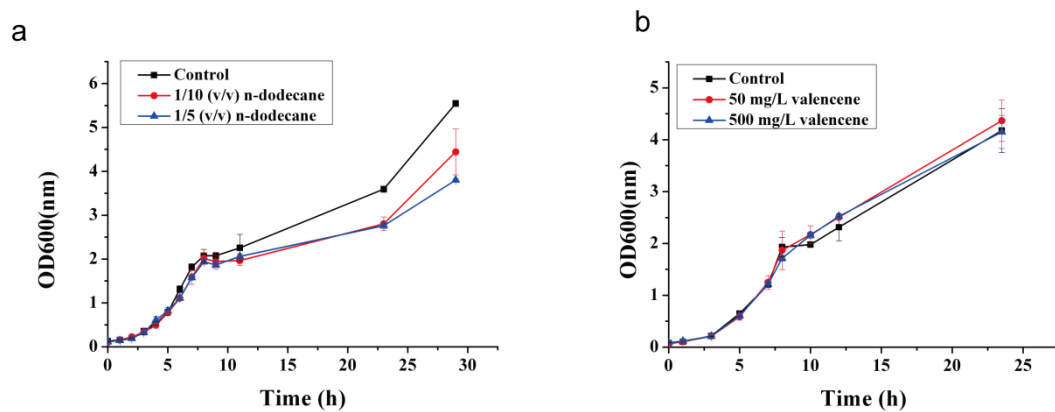 a
Control
1/10 (v/v) n-dodecane
1/5 (v/v) n-dodecane
OD600(nm)
6
5
4
3
2
1
0
0 5 10 15 20 25 30
Time (h)
b
Control
50 mg/L valencene
500 mg/L valencene
OD600(nm)
5
4
3
2
1
0
0 5 10 15 20 25
Time (h)